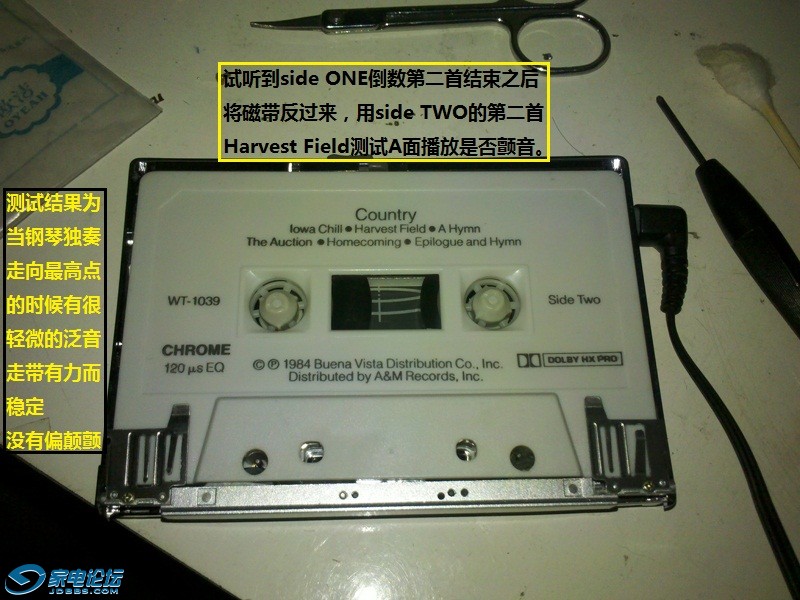 试听到side ONE倒数第二首结束之后
将磁带反过来，用side TWO的第二首
Harvest Field测试A面播放是否颤音。
测试结果为
当钢琴独奏
走向最高点
的时候有很
轻微的泛音
走带有力而
稳定
没有偏颠颤
Country
Iowa Chill ● Harvest Field ● A Hymn
The Auction ● Homecoming ● Epilogue and Hymn
WT-1039
Side Two
CHROME
120 µs EQ
© ℗ 1984 Buena Vista Distribution Co., Inc.
Distributed by A&M Records, Inc.
DOLBY HX PRO
家电论坛
JDBBS.COM